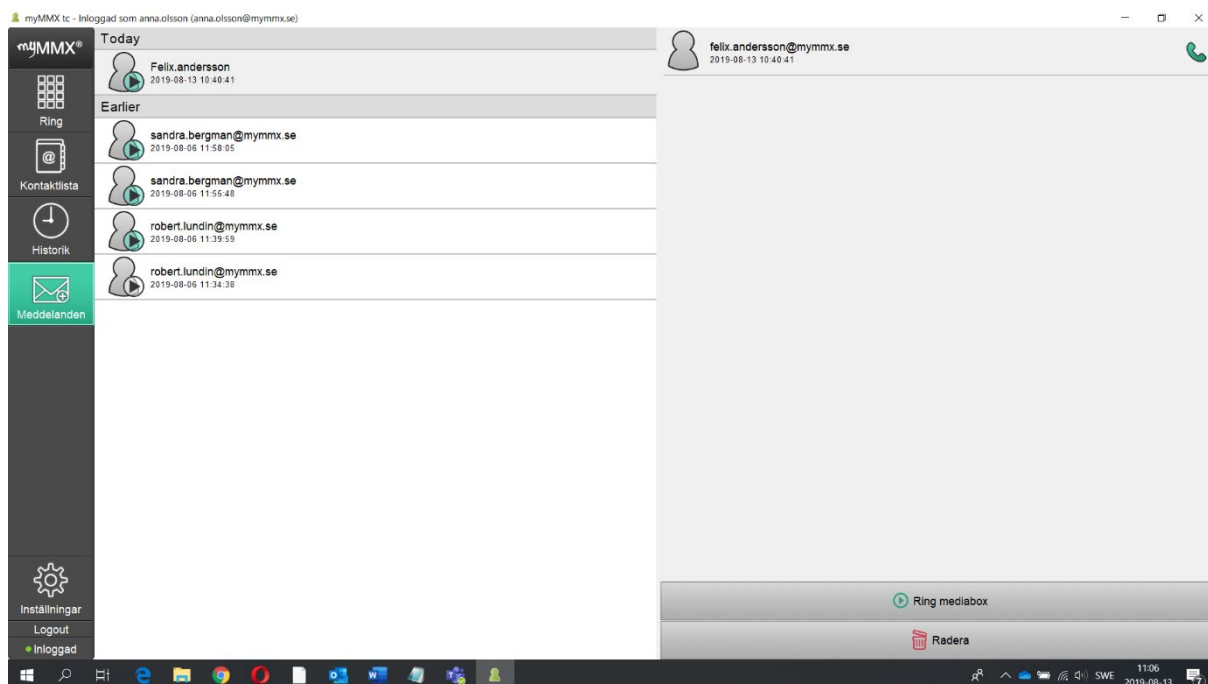 myMMX tc - Inloggad som anna.olsson (anna.olsson@mymmx.se)
myMMX®
Ring
Kontaktlista
Historik
Meddelanden
Inställningar
Logout
Inloggad
Today
Felix.andersson
2019-08-13 10:40:41
Earlier
sandra.bergman@mymmx.se
2019-08-06 11:58:05
sandra.bergman@mymmx.se
2019-08-06 11:55:48
robert.lundin@mymmx.se
2019-08-06 11:39:59
robert.lundin@mymmx.se
2019-08-06 11:34:38
felix.andersson@mymmx.se
2019-08-13 10:40:41
Ring mediabox
Radera
SWE
11:06
2019-08-13